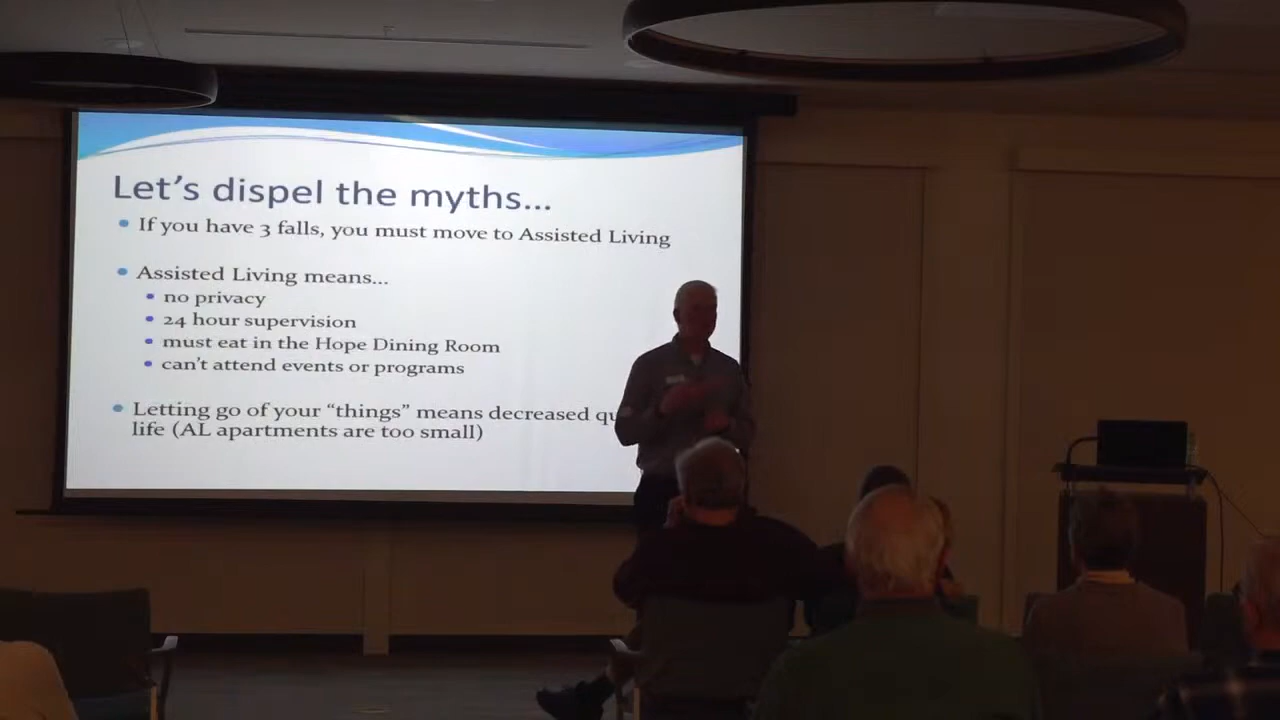 Let's dispel the myths...
If you have 3 falls, you must move to Assisted Living
Assisted Living means...
no privacy
24 hour supervision
must eat in the Hope Dining Room
can't attend events or programs
Letting go of your "things" means decreased
life (AL apartments are too small)